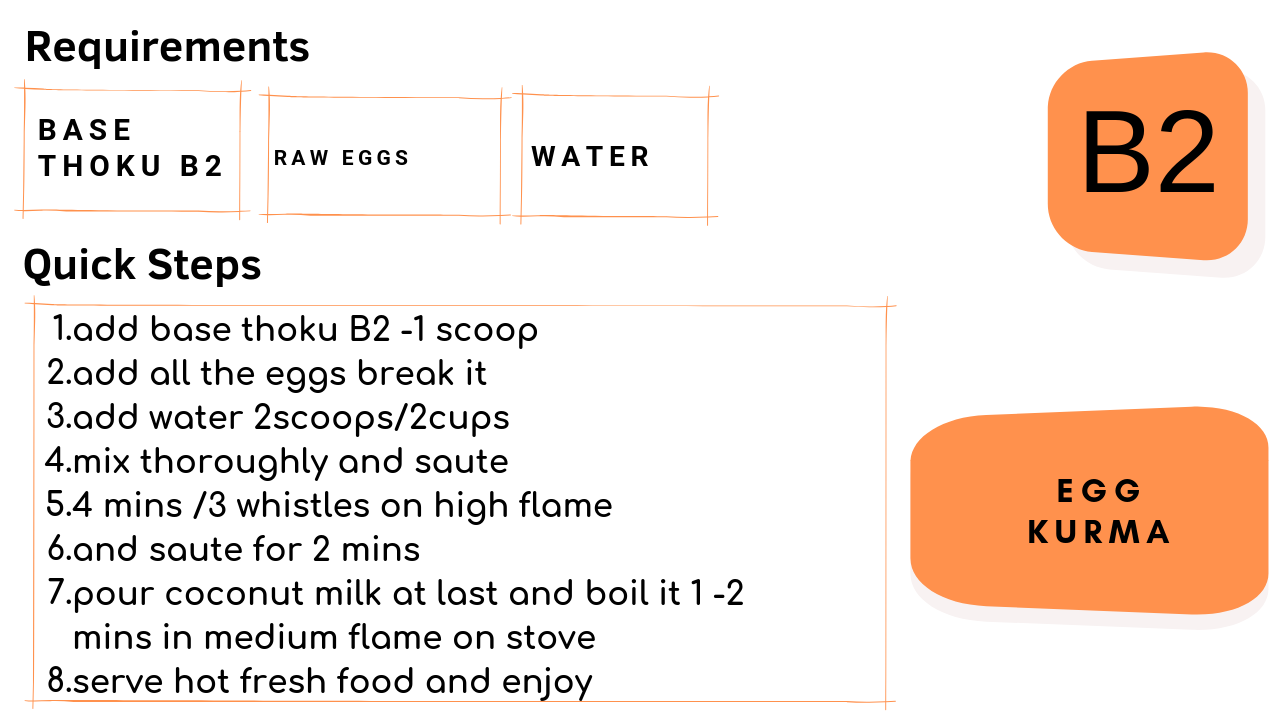 Requirements
BASE
THOKU B2
RAW EGGS
WATER
B2
Quick Steps
1.add base thoku B2 -1 scoop
2.add all the eggs break it
3.add water 2scoops/2cups
4.mix thoroughly and saute
5.4 mins /3 whistles on high flame
6.and saute for 2 mins
7.pour coconut milk at last and boil it 1 -2
mins in medium flame on stove
8.serve hot fresh food and enjoy
EGG
KURMA